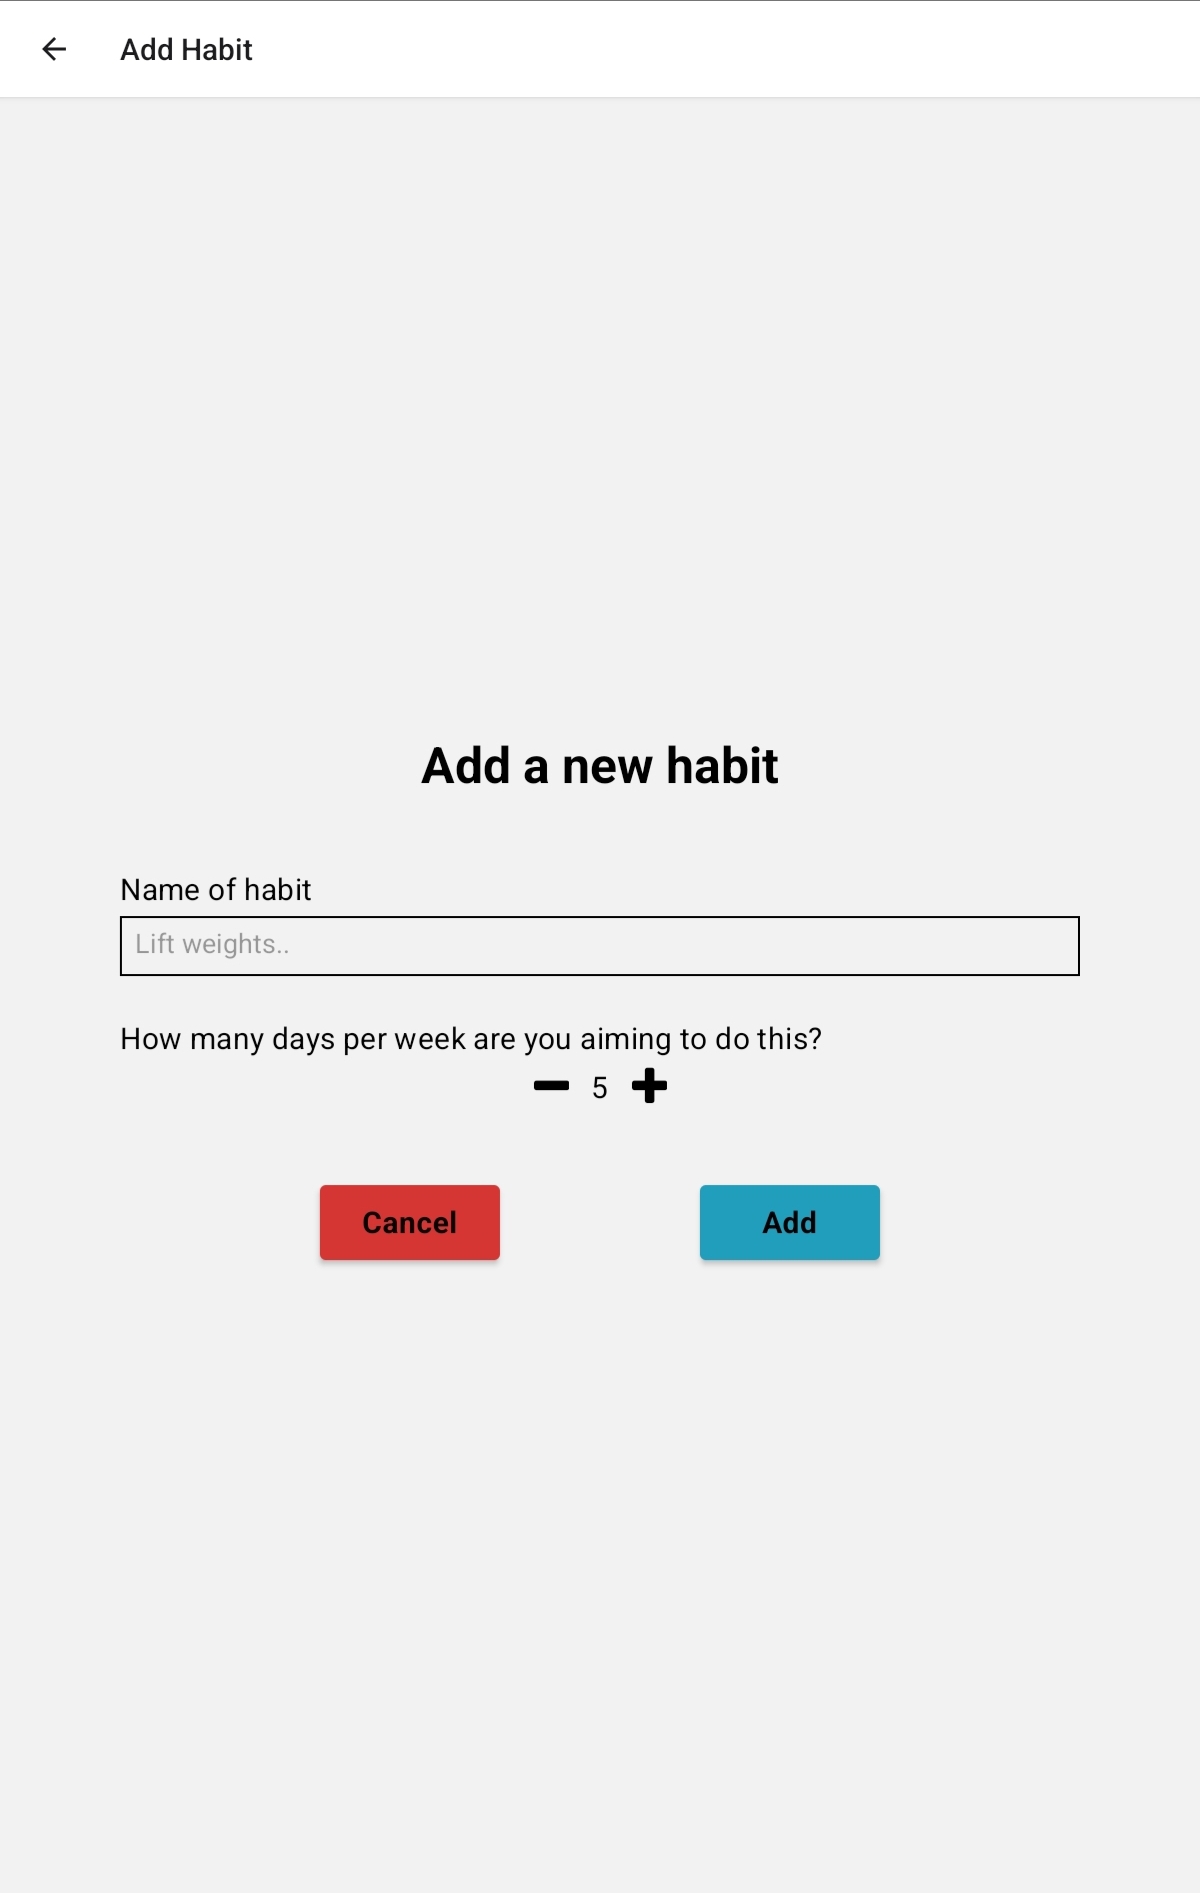 Add Habit
Add a new habit
Name of habit
Lift weights..
How many days per week are you aiming to do this?
5
Cancel
Add